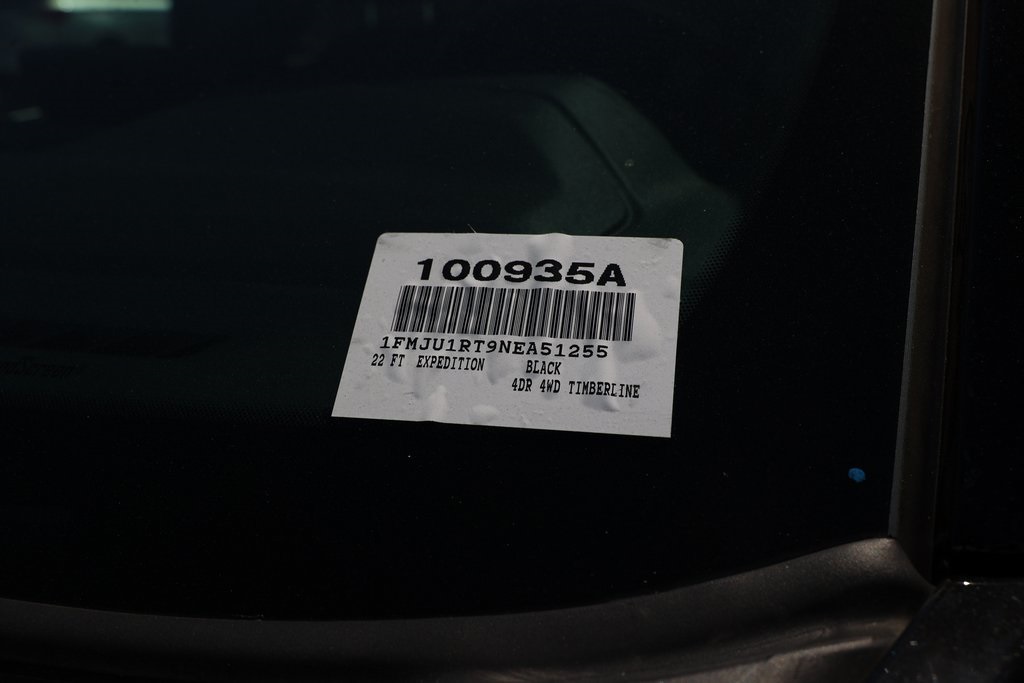 100935A
1FMJU1RT9NEA51255
22 FT EXPEDITION BLACK
4DR 4WD TIMBERLINE